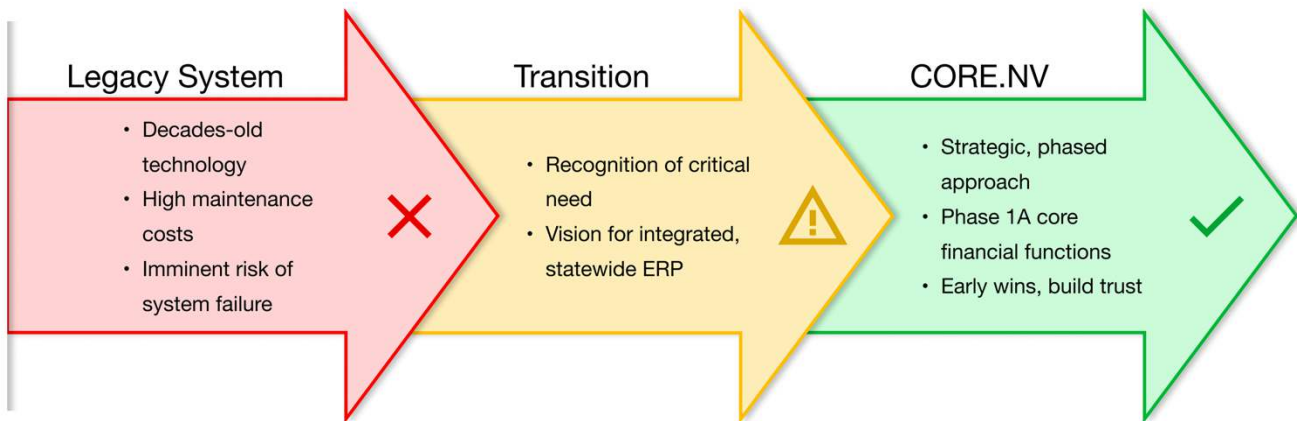 Legacy System
• Decades-old
technology
• High maintenance
costs
• Imminent risk of
system failure
Transition
• Recognition of critical
need
• Vision for integrated,
statewide ERP
CORE.NV
• Strategic, phased
approach
• Phase 1A core
financial functions
• Early wins, build trust